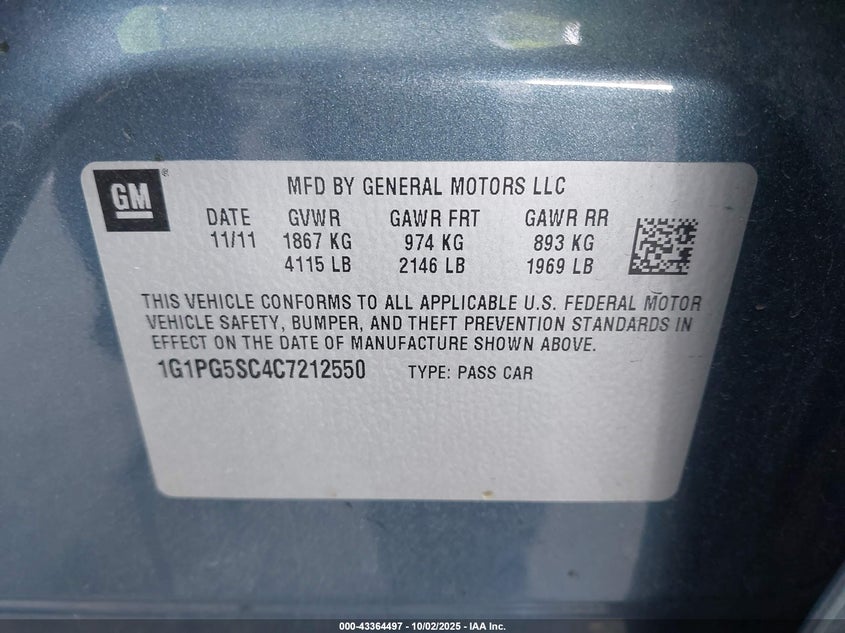 GM
MFD BY GENERAL MOTORS LLC
DATE GVWR GAWR FRT GAWR RR
11/11 1867 KG 974 KG 893 KG
4115 LB 2146 LB 1969 LB
THIS VEHICLE CONFORMS TO ALL APPLICABLE U.S. FEDERAL MOTOR
VEHICLE SAFETY, BUMPER, AND THEFT PREVENTION STANDARDS IN
EFFECT ON THE DATE OF MANUFACTURE SHOWN ABOVE.
1G1PG5SC4C7212550 TYPE: PASS CAR
000-43364497 - 10/02/2025 - IAA Inc.